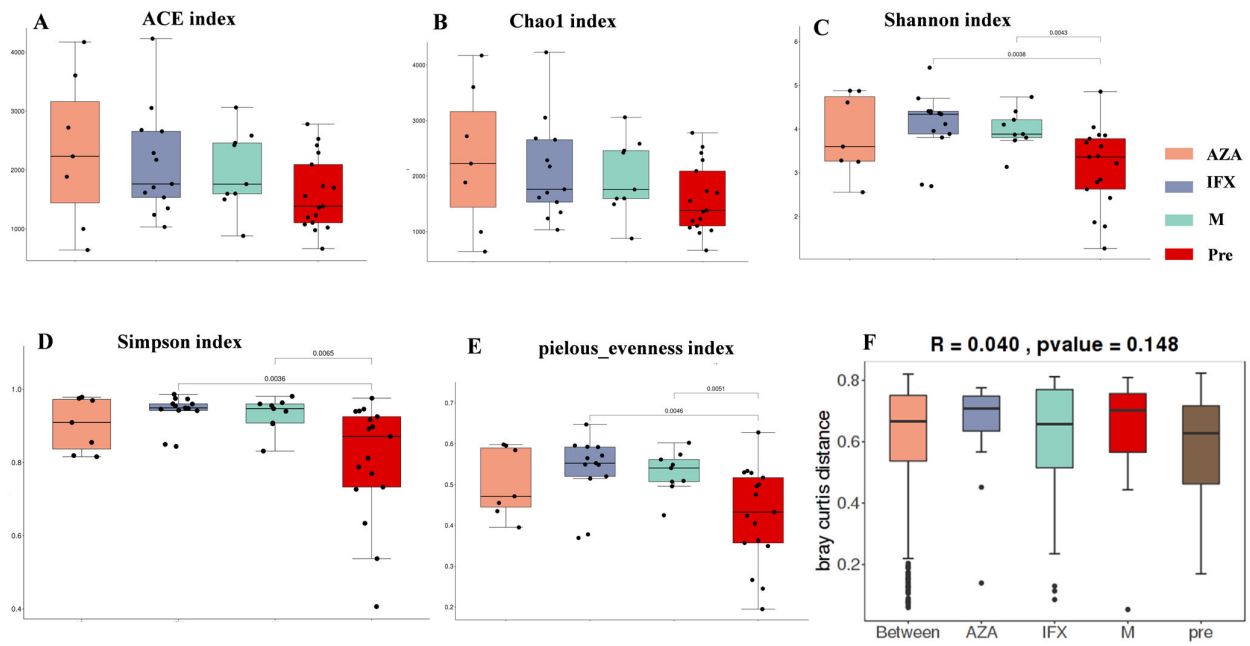 A
ACE index
4000
3000
2000
1000
B
Chao1 index
4000
3000
2000
1000
C
Shannon index
6
5
4
3
2
0.0043
0.0038
AZA
IFX
M
Pre
D
Simpson index
1.0
0.8
0.6
0.4
0.0065
0.0036
E
pielous_evenness index
0.7
0.6
0.5
0.4
0.3
0.2
0.0051
0.0046
F
R = 0.040 , pvalue = 0.148
bray curtis distance
0.8
0.6
0.4
0.2
Between AZA IFX M pre